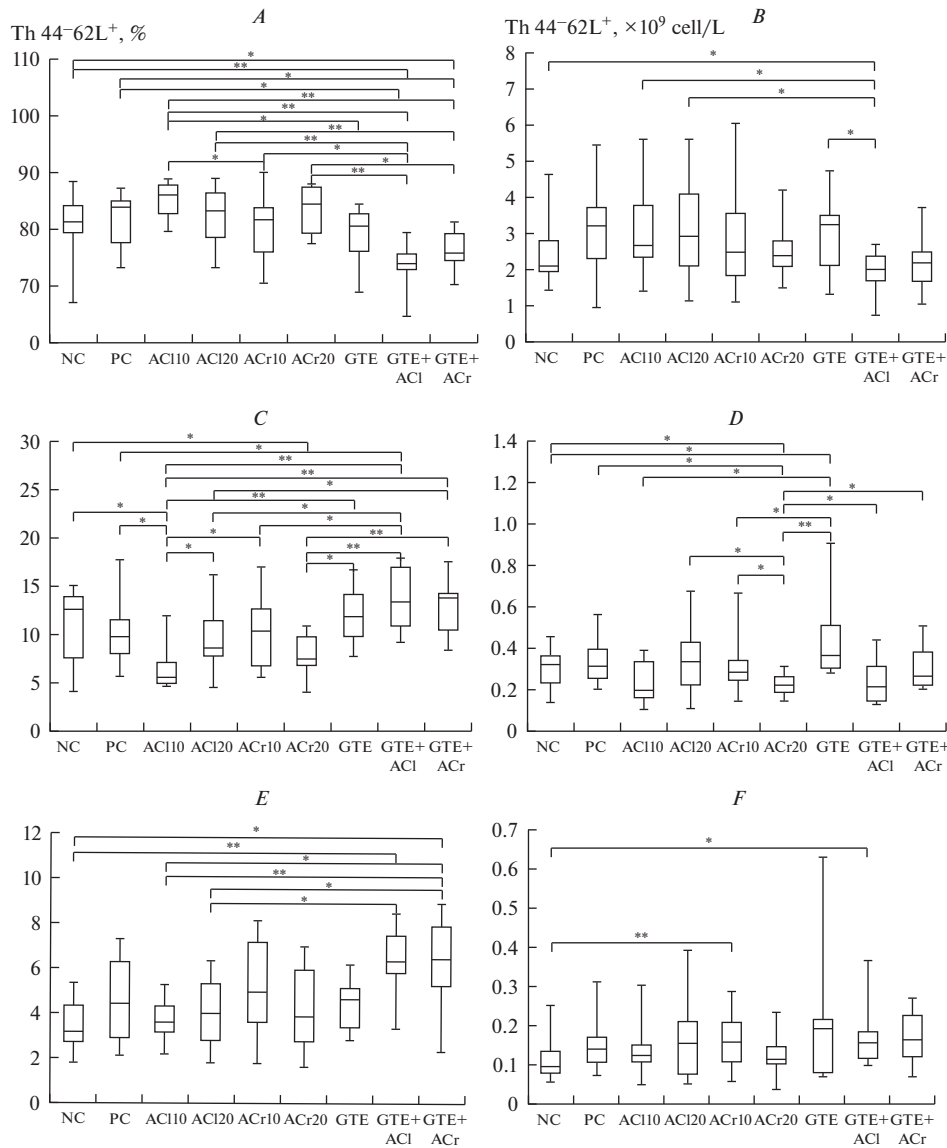 A
Th 44–62L+, %
110
100
90
80
70
0
NC PC ACl10 ACl20 ACr10 ACr20 GTE GTE+ACl GTE+ACr
* ** * * ** ** * ** ** * * * **
B
Th 44–62L+, ×10^9 cell/L
8
7
6
5
4
3
2
1
0
NC PC ACl10 ACl20 ACr10 ACr20 GTE GTE+ACl GTE+ACr
* * * *
C
30
25
20
15
10
5
0
NC PC ACl10 ACl20 ACr10 ACr20 GTE GTE+ACl GTE+ACr
* * ** ** * ** * * * * * ** ** * *
D
1.4
1.2
1.0
0.8
0.6
0.4
0.2
0
NC PC ACl10 ACl20 ACr10 ACr20 GTE GTE+ACl GTE+ACr
* * * * * * * ** * *
E
12
10
8
6
4
2
0
NC PC ACl10 ACl20 ACr10 ACr20 GTE GTE+ACl GTE+ACr
* ** * ** * *
F
0.7
0.6
0.5
0.4
0.3
0.2
0.1
0
NC PC ACl10 ACl20 ACr10 ACr20 GTE GTE+ACl GTE+ACr
* **